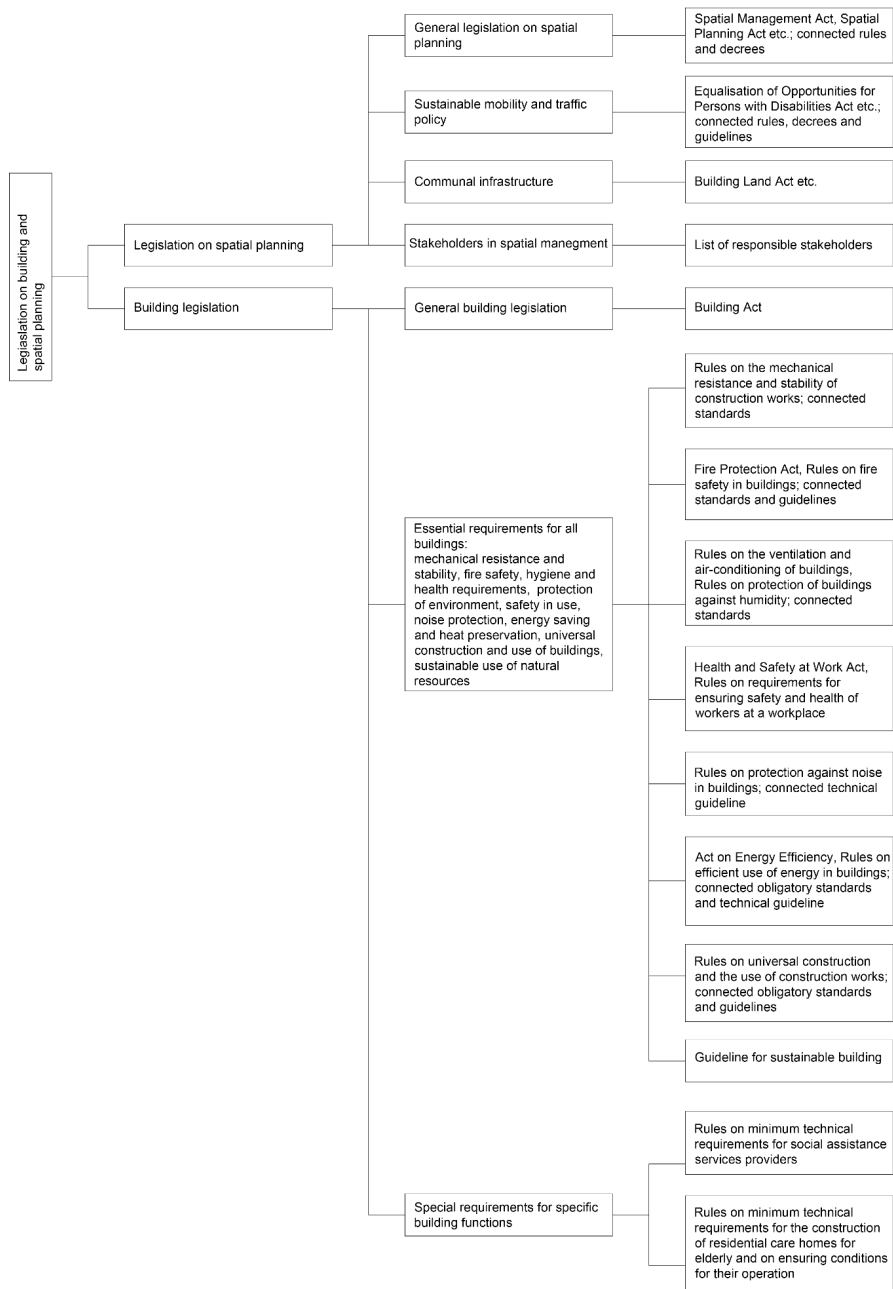 Legiaslation on building and
spatial planning
Legislation on spatial planning
Building legislation
General legislation on spatial
planning
Sustainable mobility and traffic
policy
Communal infrastructure
Stakeholders in spatial manegment
General building legislation
Essential requirements for all
buildings:
mechanical resistance and
stability, fire safety, hygiene and
health requirements, protection
of environment, safety in use,
noise protection, energy saving
and heat preservation, universal
construction and use of buildings,
sustainable use of natural
resources
Special requirements for specific
building functions
Spatial Management Act, Spatial
Planning Act etc.; connected rules
and decrees
Equalisation of Opportunities for
Persons with Disabilities Act etc.;
connected rules, decrees and
guidelines
Building Land Act etc.
List of responsible stakeholders
Building Act
Rules on the mechanical
resistance and stability of
construction works; connected
standards
Fire Protection Act, Rules on fire
safety in buildings; connected
standards and guidelines
Rules on the ventilation and
air-conditioning of buildings,
Rules on protection of buildings
against humidity; connected
standards
Health and Safety at Work Act,
Rules on requirements for
ensuring safety and health of
workers at a workplace
Rules on protection against noise
in buildings; connected technical
guideline
Act on Energy Efficiency, Rules on
efficient use of energy in buildings;
connected obligatory standards
and technical guideline
Rules on universal construction
and the use of construction works;
connected obligatory standards
and guidelines
Guideline for sustainable building
Rules on minimum technical
requirements for social assistance
services providers
Rules on minimum technical
requirements for the construction
of residential care homes for
elderly and on ensuring conditions
for their operation